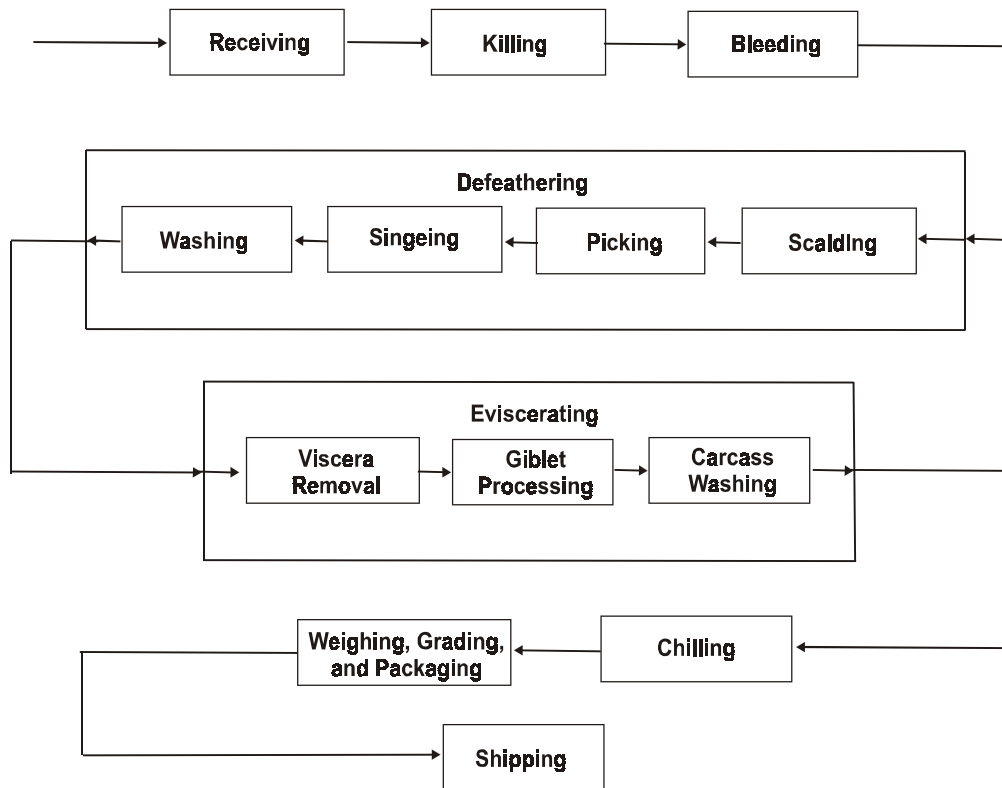 Receiving
Killing
Bleeding
Defeathering
Scalding
Picking
Singeing
Washing
Eviscerating
Viscera
Removal
Giblet
Processing
Carcass
Washing
Chilling
Weighing, Grading,
and Packaging
Shipping